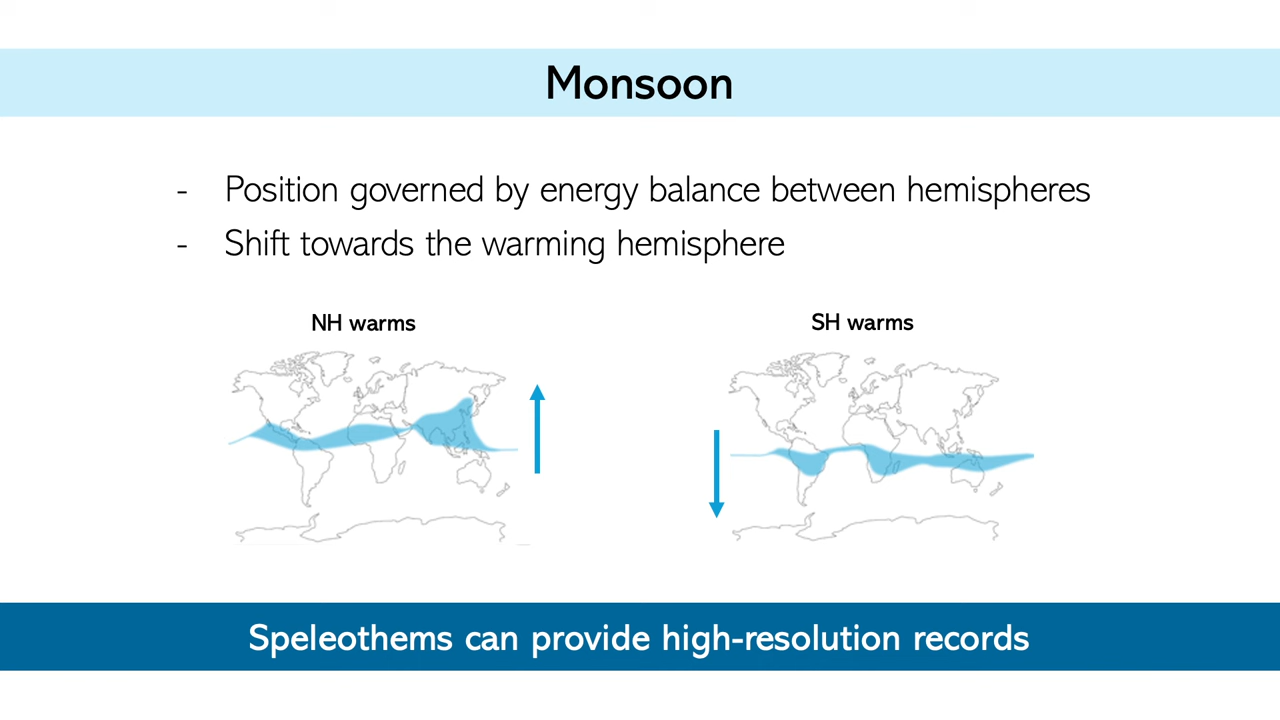 Monsoon
- Position governed by energy balance between hemispheres
- Shift towards the warming hemisphere
NH warms
SH warms
Speleothems can provide high-resolution records